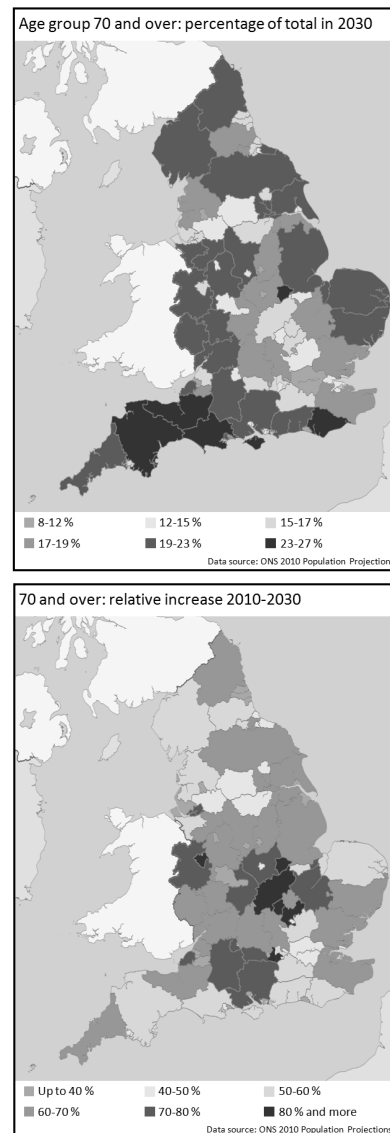 Age group 70 and over: percentage of total in 2030
8-12 % 12-15 % 15-17 %
17-19 % 19-23 % 23-27 %
Data source: ONS 2010 Population Projection
70 and over: relative increase 2010-2030
Up to 40 % 40-50 % 50-60 %
60-70 % 70-80 % 80 % and more
Data source: ONS 2010 Population Projections